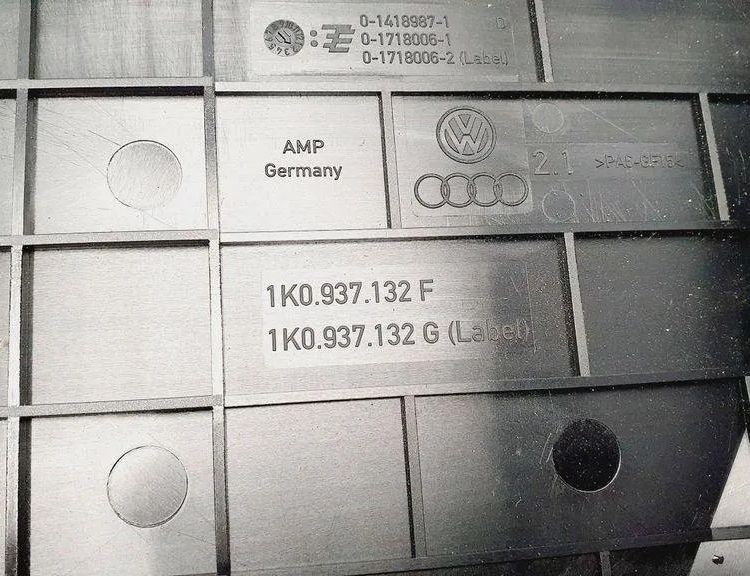 0-1418987-1 D
0-1718006-1
0-1718006-2 (Label)
AMP
Germany
VW
2.1 >PA6-GF15<
1K0.937.132 F
1K0.937.132 G (Label)